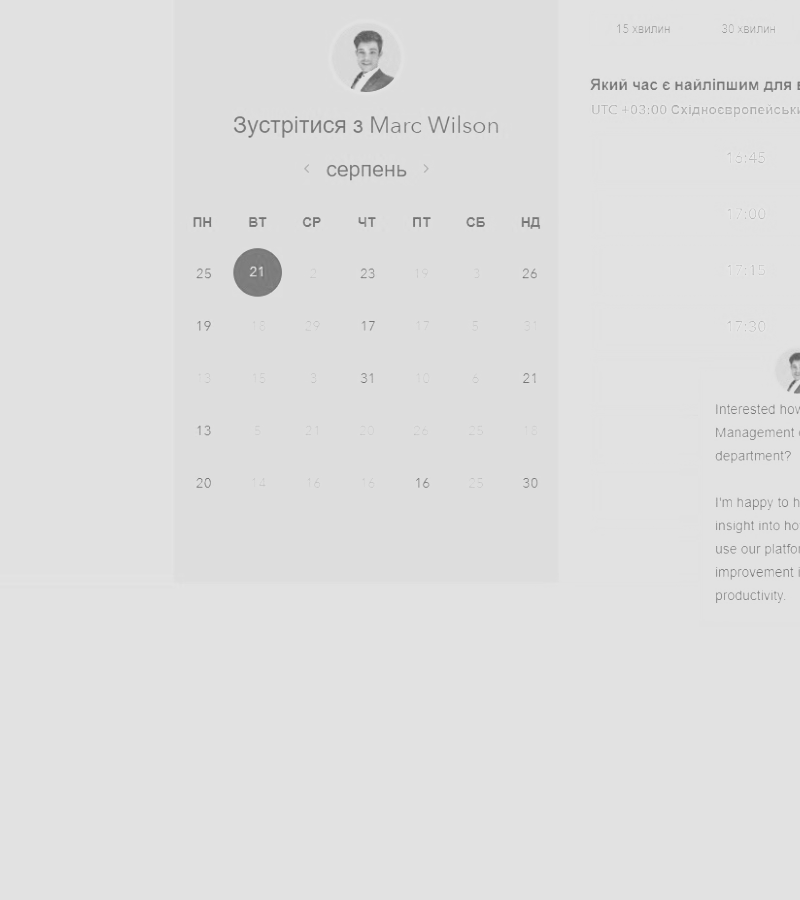 Зустрітися з Marc Wilson
‹ серпень ›
ПН ВТ СР ЧТ ПТ СБ НД
25 21 2 23 19 3 26
19 18 29 17 17 5 31
13 15 3 31 10 6 21
13 5 21 20 26 25 18
20 14 16 16 16 25 30
15 хвилин 30 хвилин
Який час є найліпшим для
UTC +03:00
16:45
17:00
17:15
17:30
Interested how
Management
department?
I'm happy to
insight into
use our
improvement
productivity.